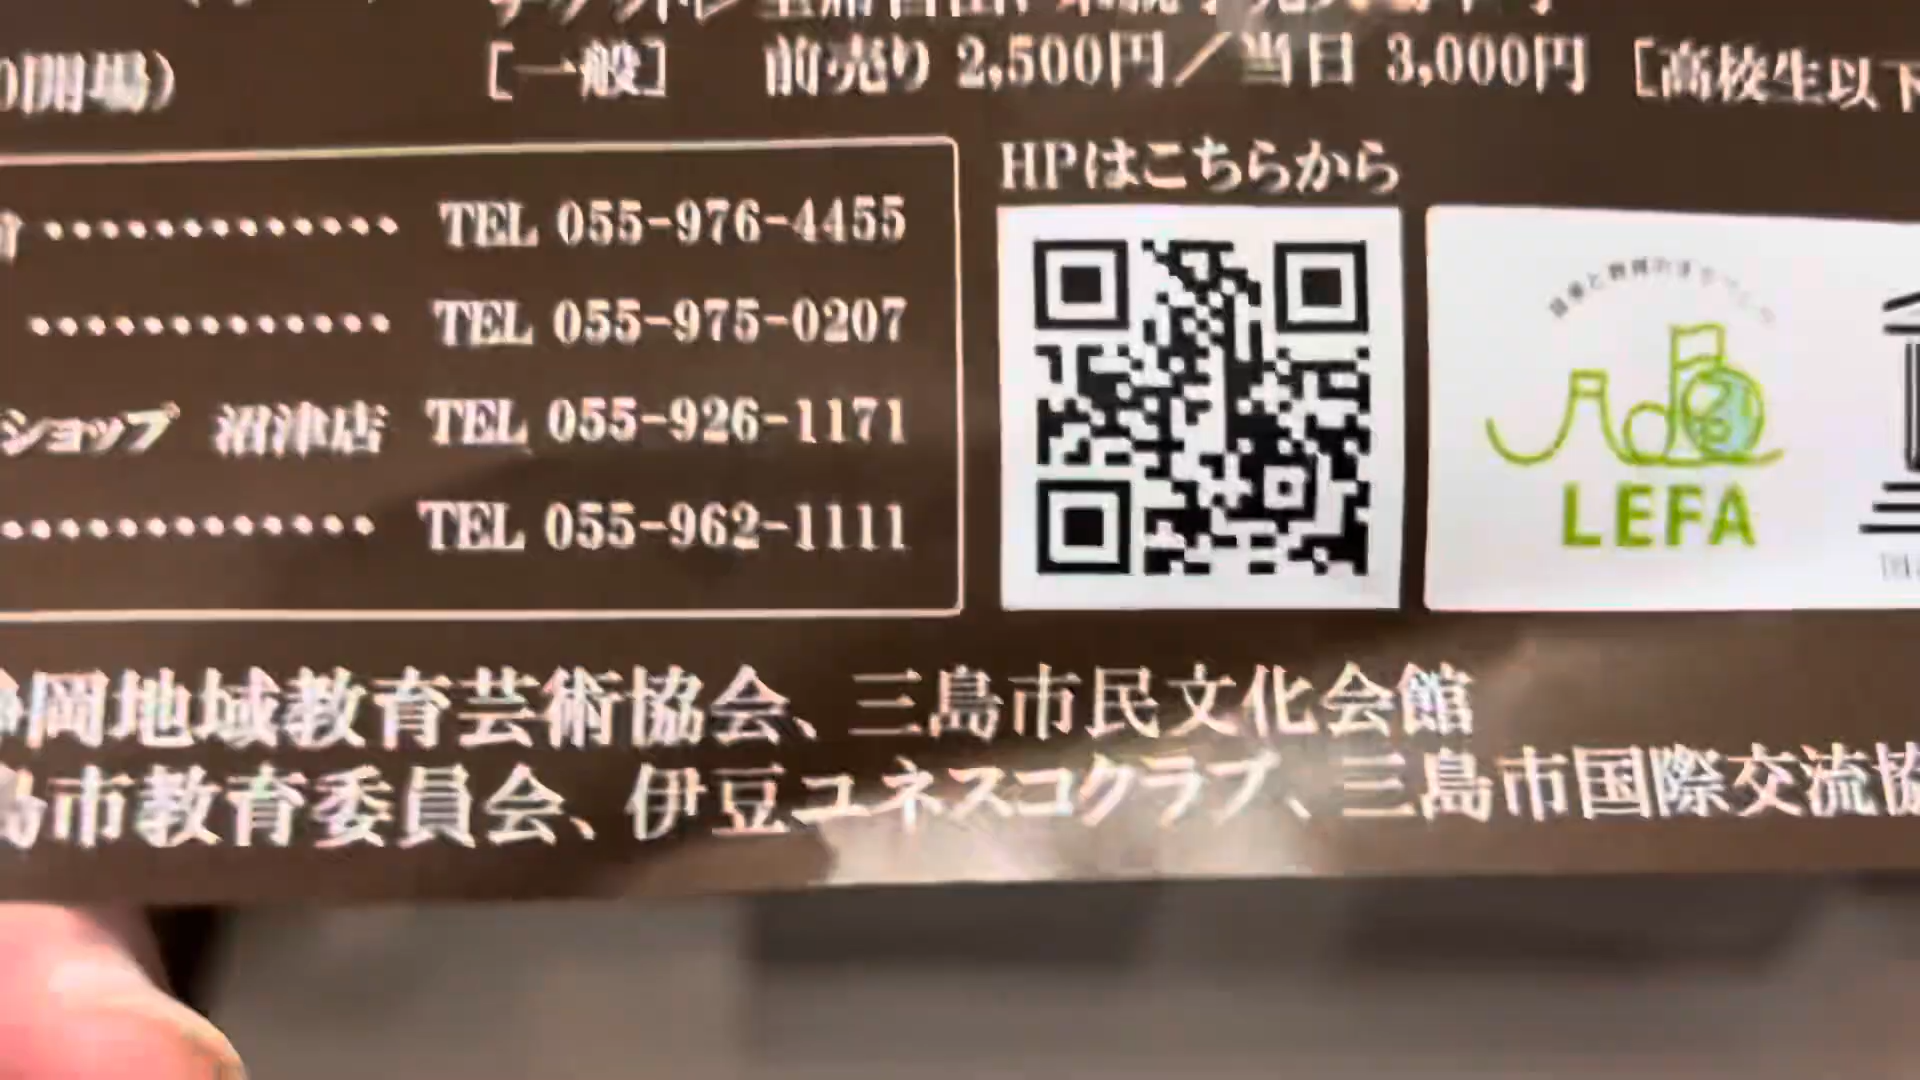 開場）
［一般］ 前売り 2,500円／当日 3,000円 ［高校生以下
TEL 055-976-4455
TEL 055-975-0207
ショップ 沼津店 TEL 055-926-1171
TEL 055-962-1111
HPはこちらから
LEFA
岡地域教育芸術協会、三島市民文化会館
島市教育委員会、伊豆ユネスコクラブ、三島市国際交流協